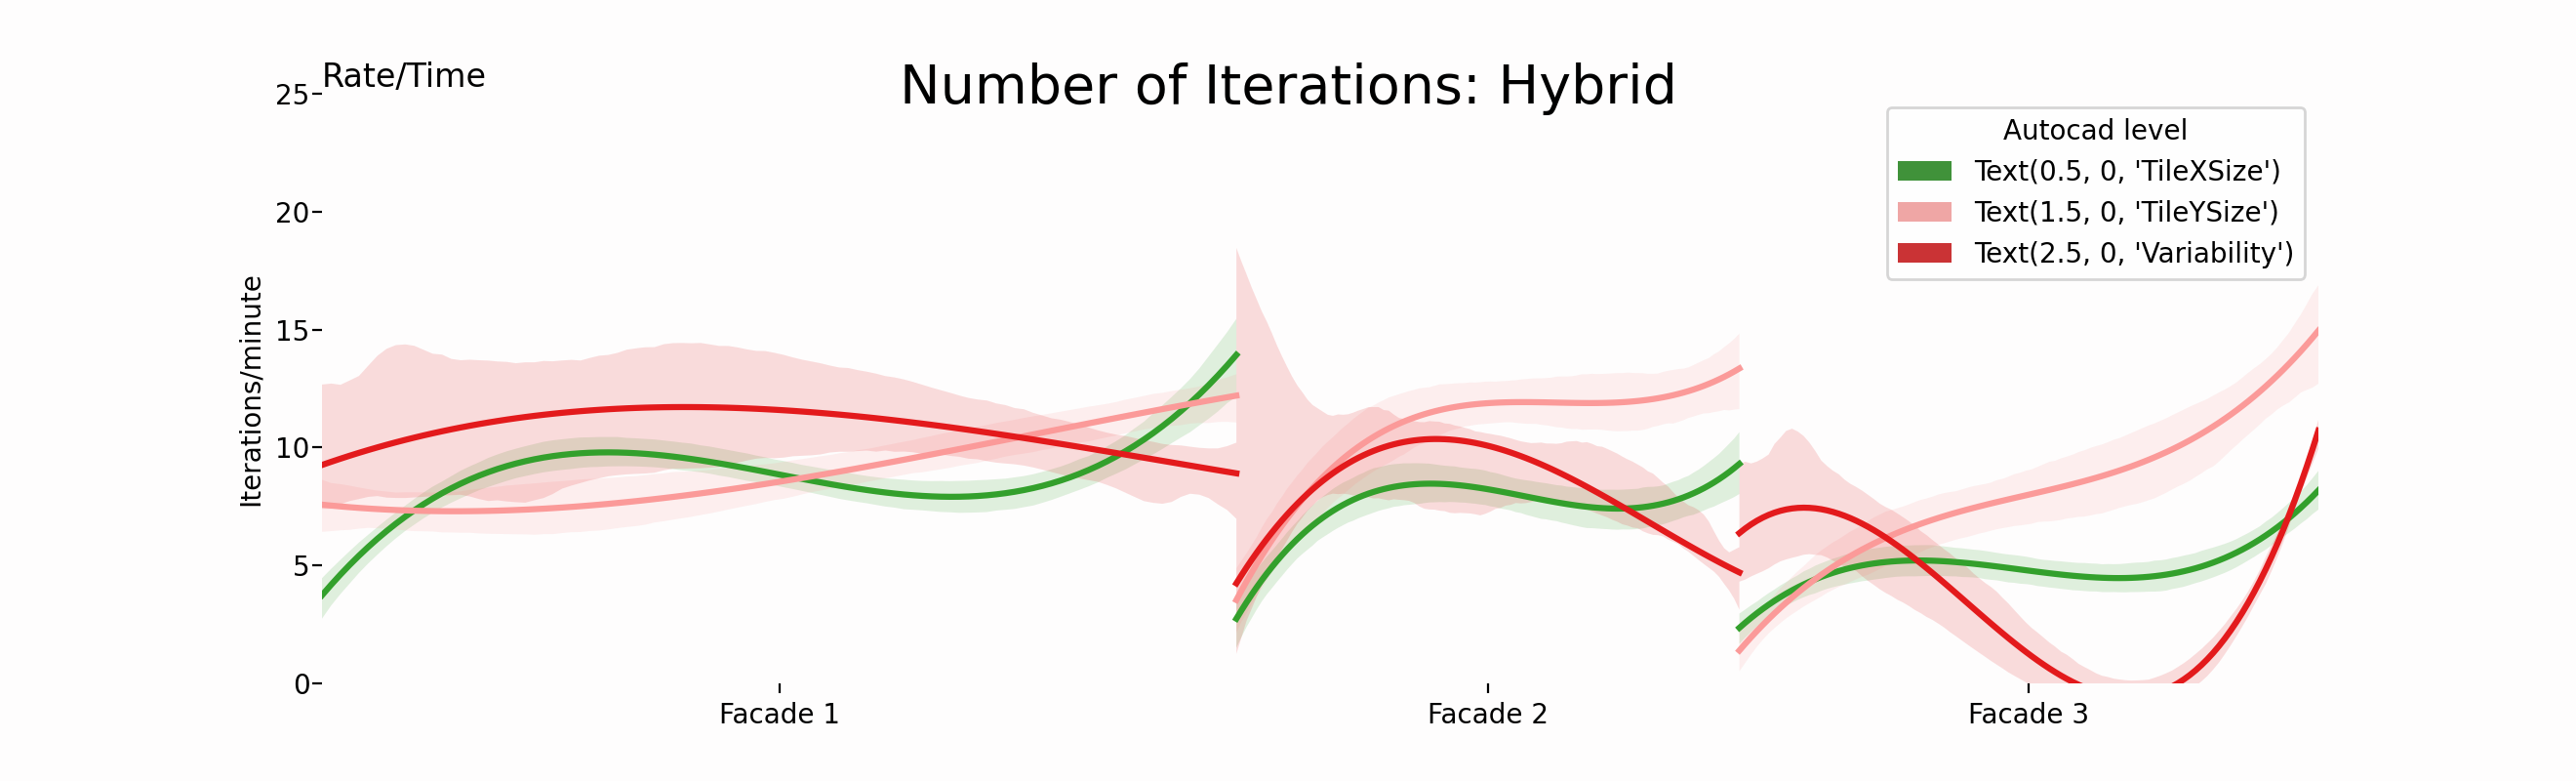 Number of Iterations: Hybrid
Rate/Time
25
20
15
10
5
0
Iterations/minute
Autocad level
Text(0.5, 0, 'TileXSize')
Text(1.5, 0, 'TileYSize')
Text(2.5, 0, 'Variability')
Facade 1
Facade 2
Facade 3